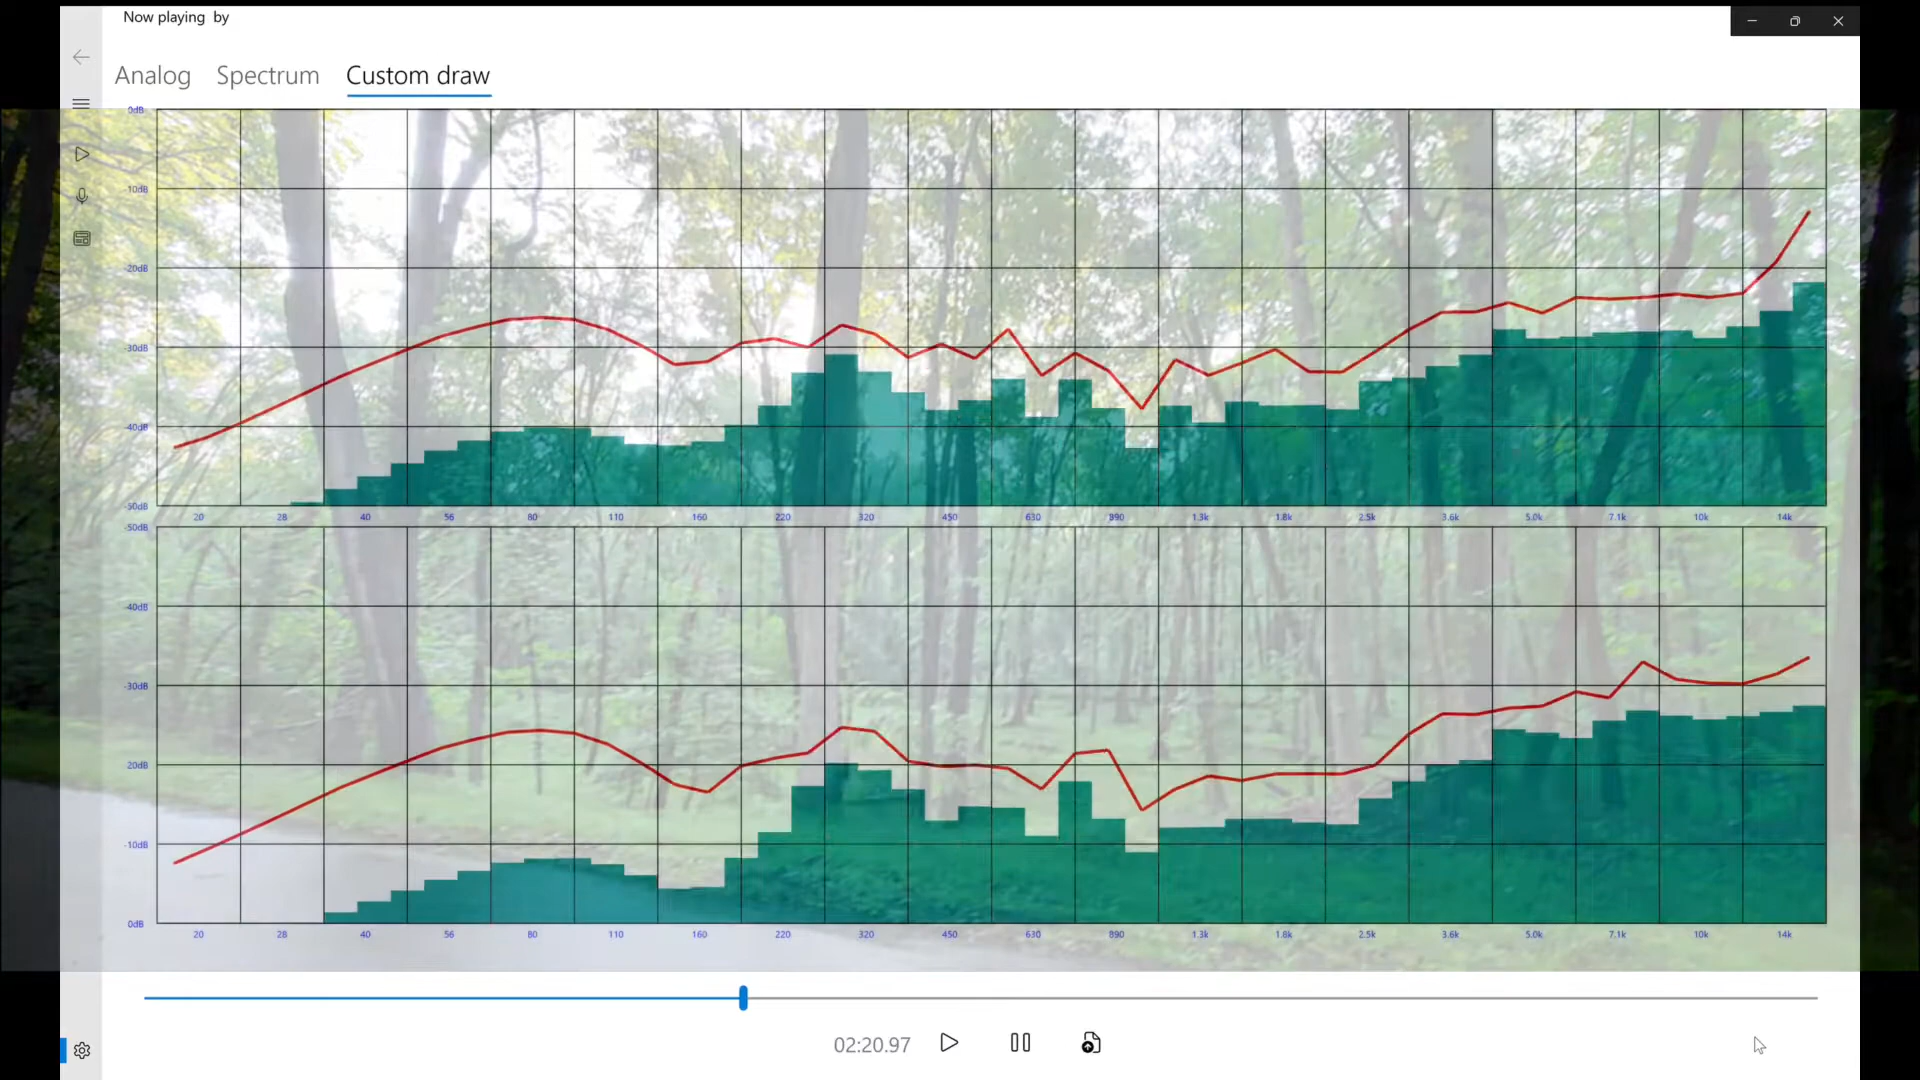 Now playing by
Analog Spectrum Custom draw
0dB
-10dB
-20dB
-30dB
-40dB
-50dB
20 28 40 56 80 110 160 220 320 450 630 890 1.3k 1.8k 2.5k 3.6k 5.0k 7.1k 10k 14k
-50dB
-40dB
-30dB
-20dB
-10dB
0dB
20 28 40 56 80 110 160 220 320 450 630 890 1.3k 1.8k 2.5k 3.6k 5.0k 7.1k 10k 14k
02:20.97